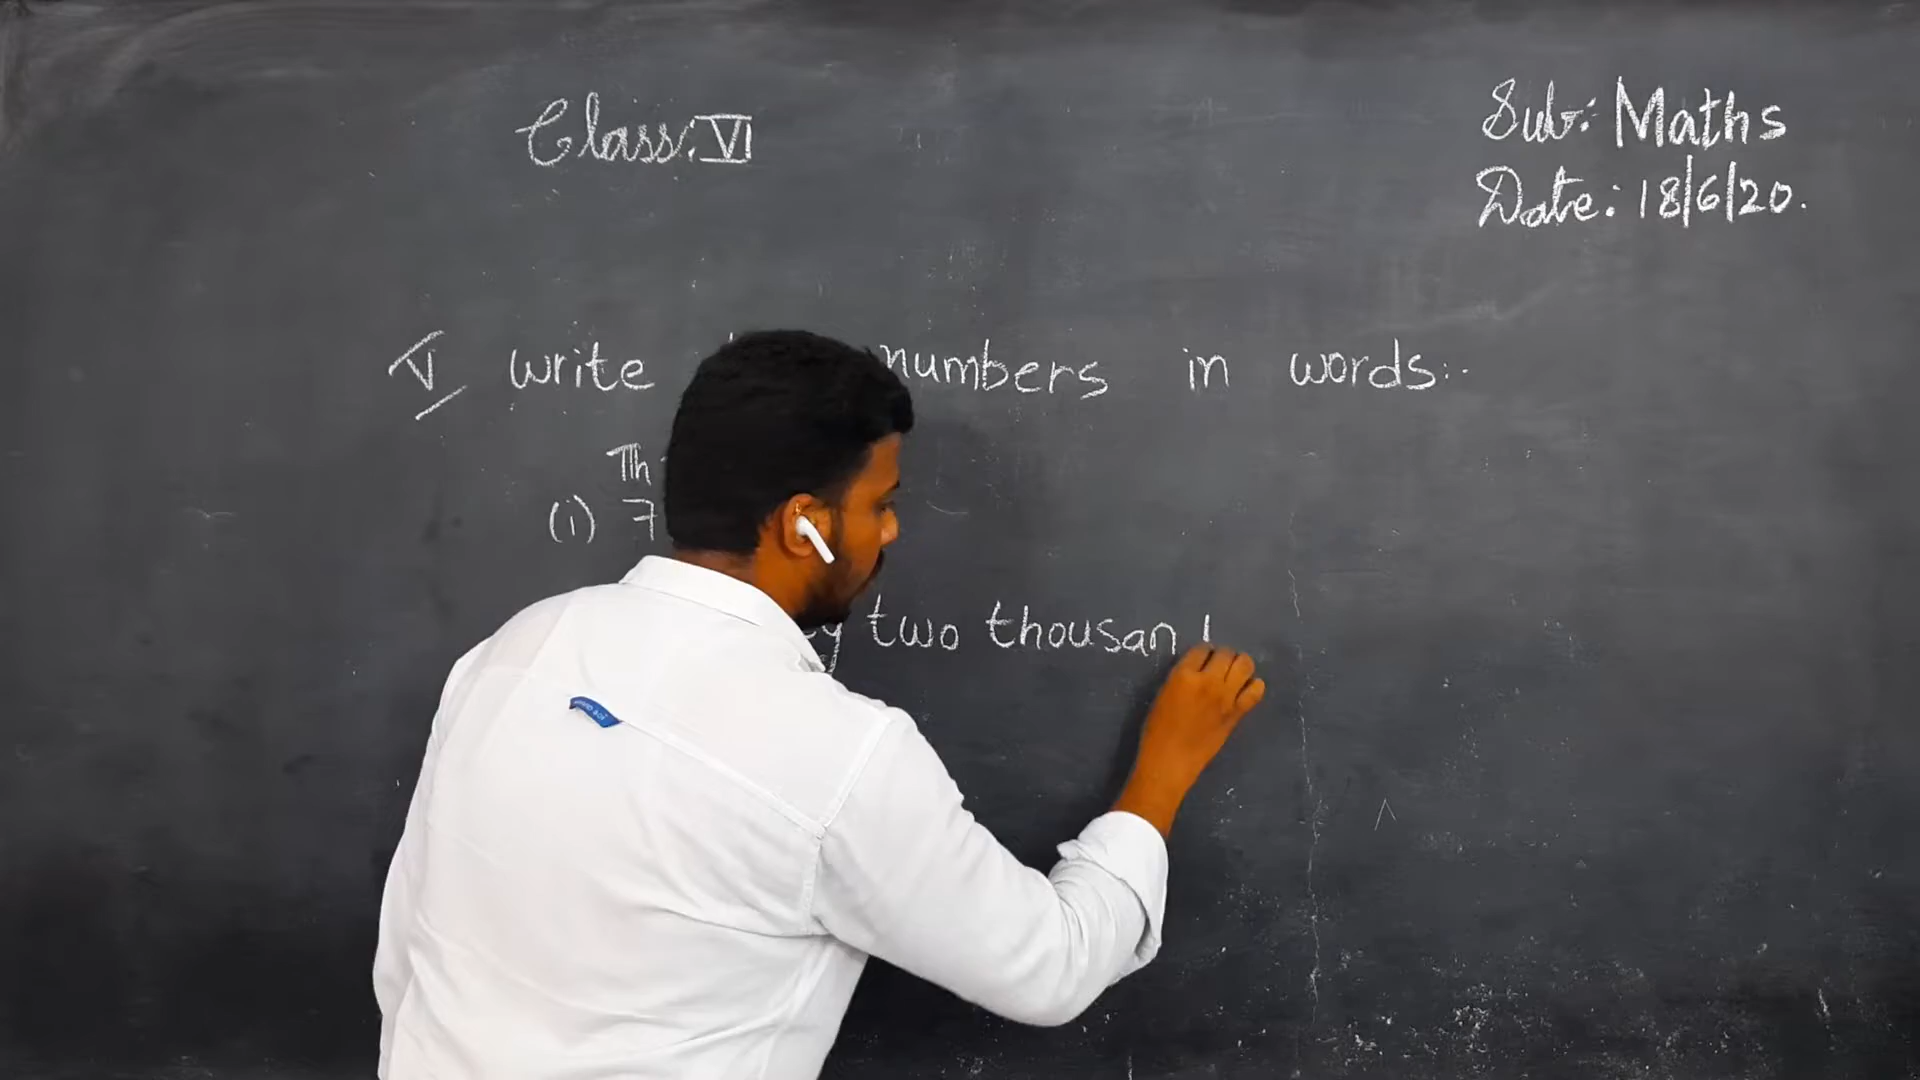 Class: VI
Sub: Maths
Date: 18/6/20.
V write numbers in words:-
Th
(i) 7
two thousan